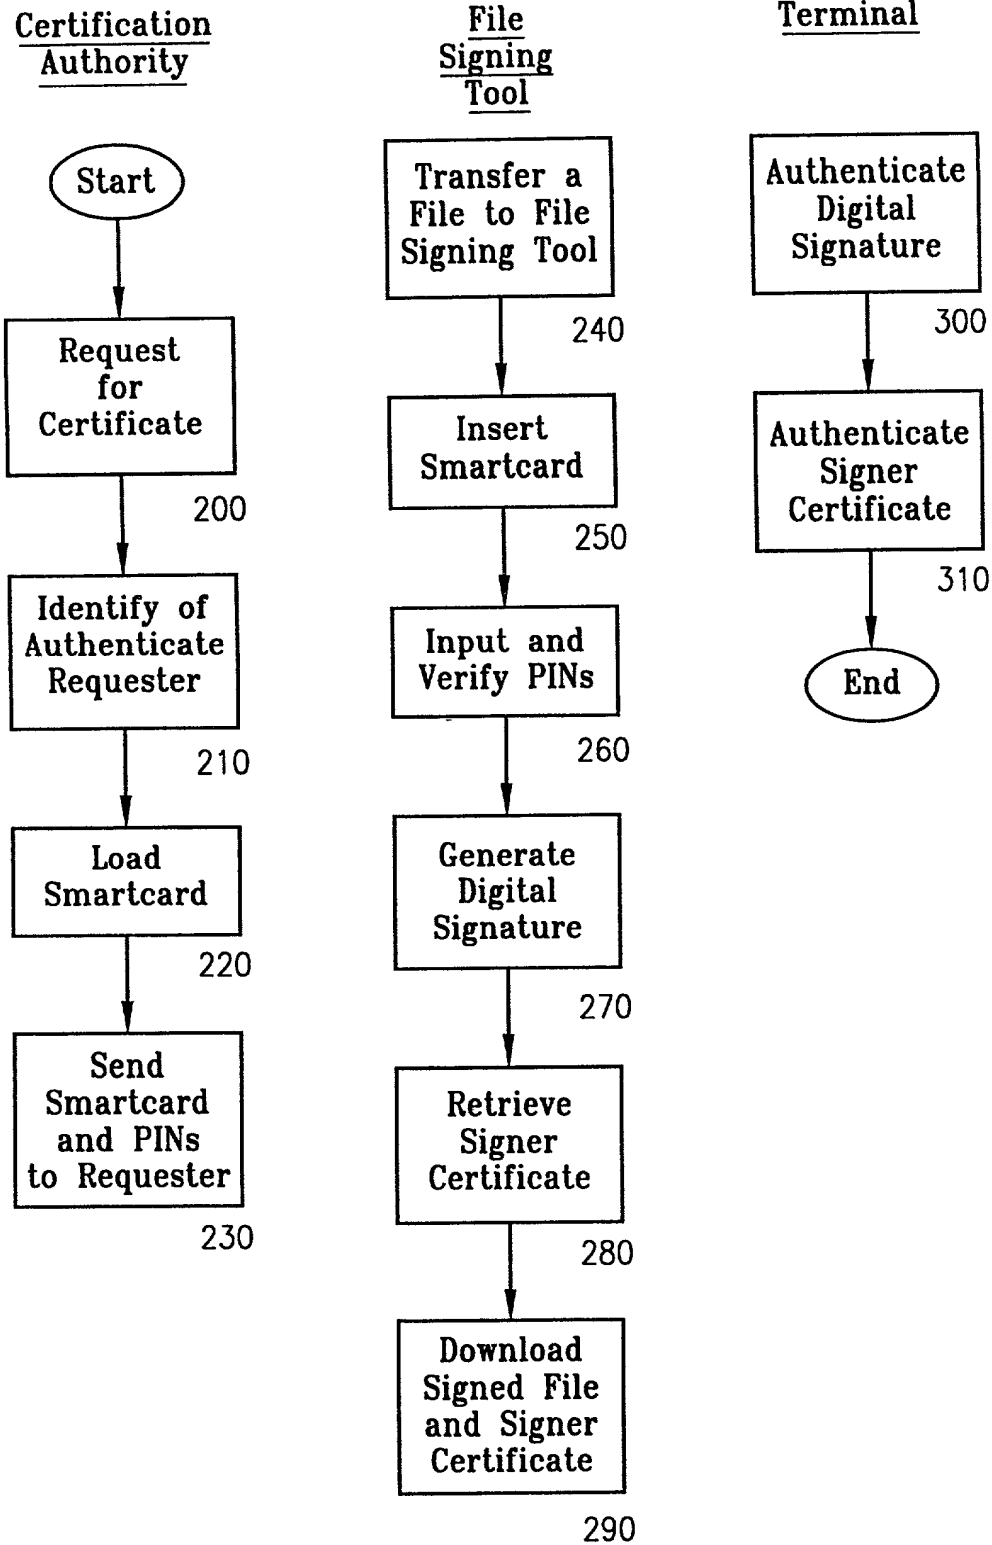 Certification
Authority
Start
Request
for
Certificate
200
Identify of
Authenticate
Requester
210
Load
Smartcard
220
Send
Smartcard
and PINs
to Requester
230
File
Signing
Tool
Transfer a
File to File
Signing Tool
240
Insert
Smartcard
250
Input and
Verify PINs
260
Generate
Digital
Signature
270
Retrieve
Signer
Certificate
280
Download
Signed File
and Signer
Certificate
290
Terminal
Authenticate
Digital
Signature
300
Authenticate
Signer
Certificate
310
End